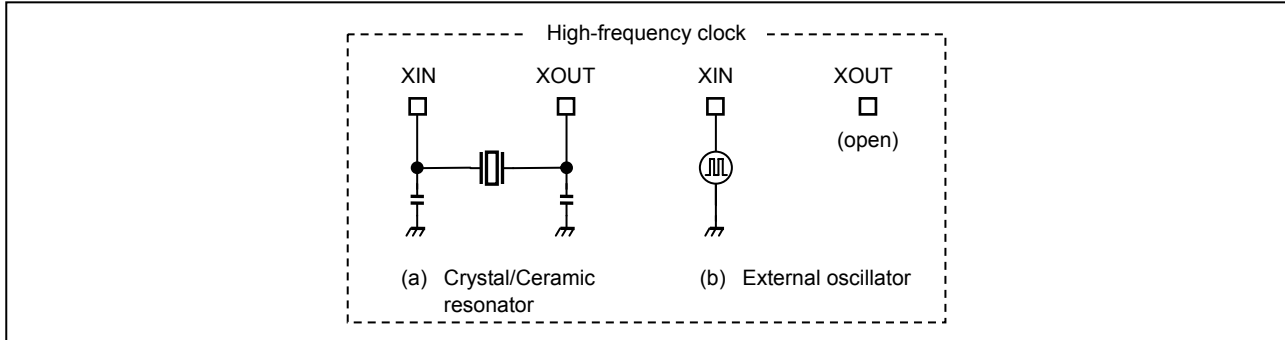 High-frequency clock
XIN XOUT XIN XOUT
(open)
(a) Crystal/Ceramic
resonator
(b) External oscillator